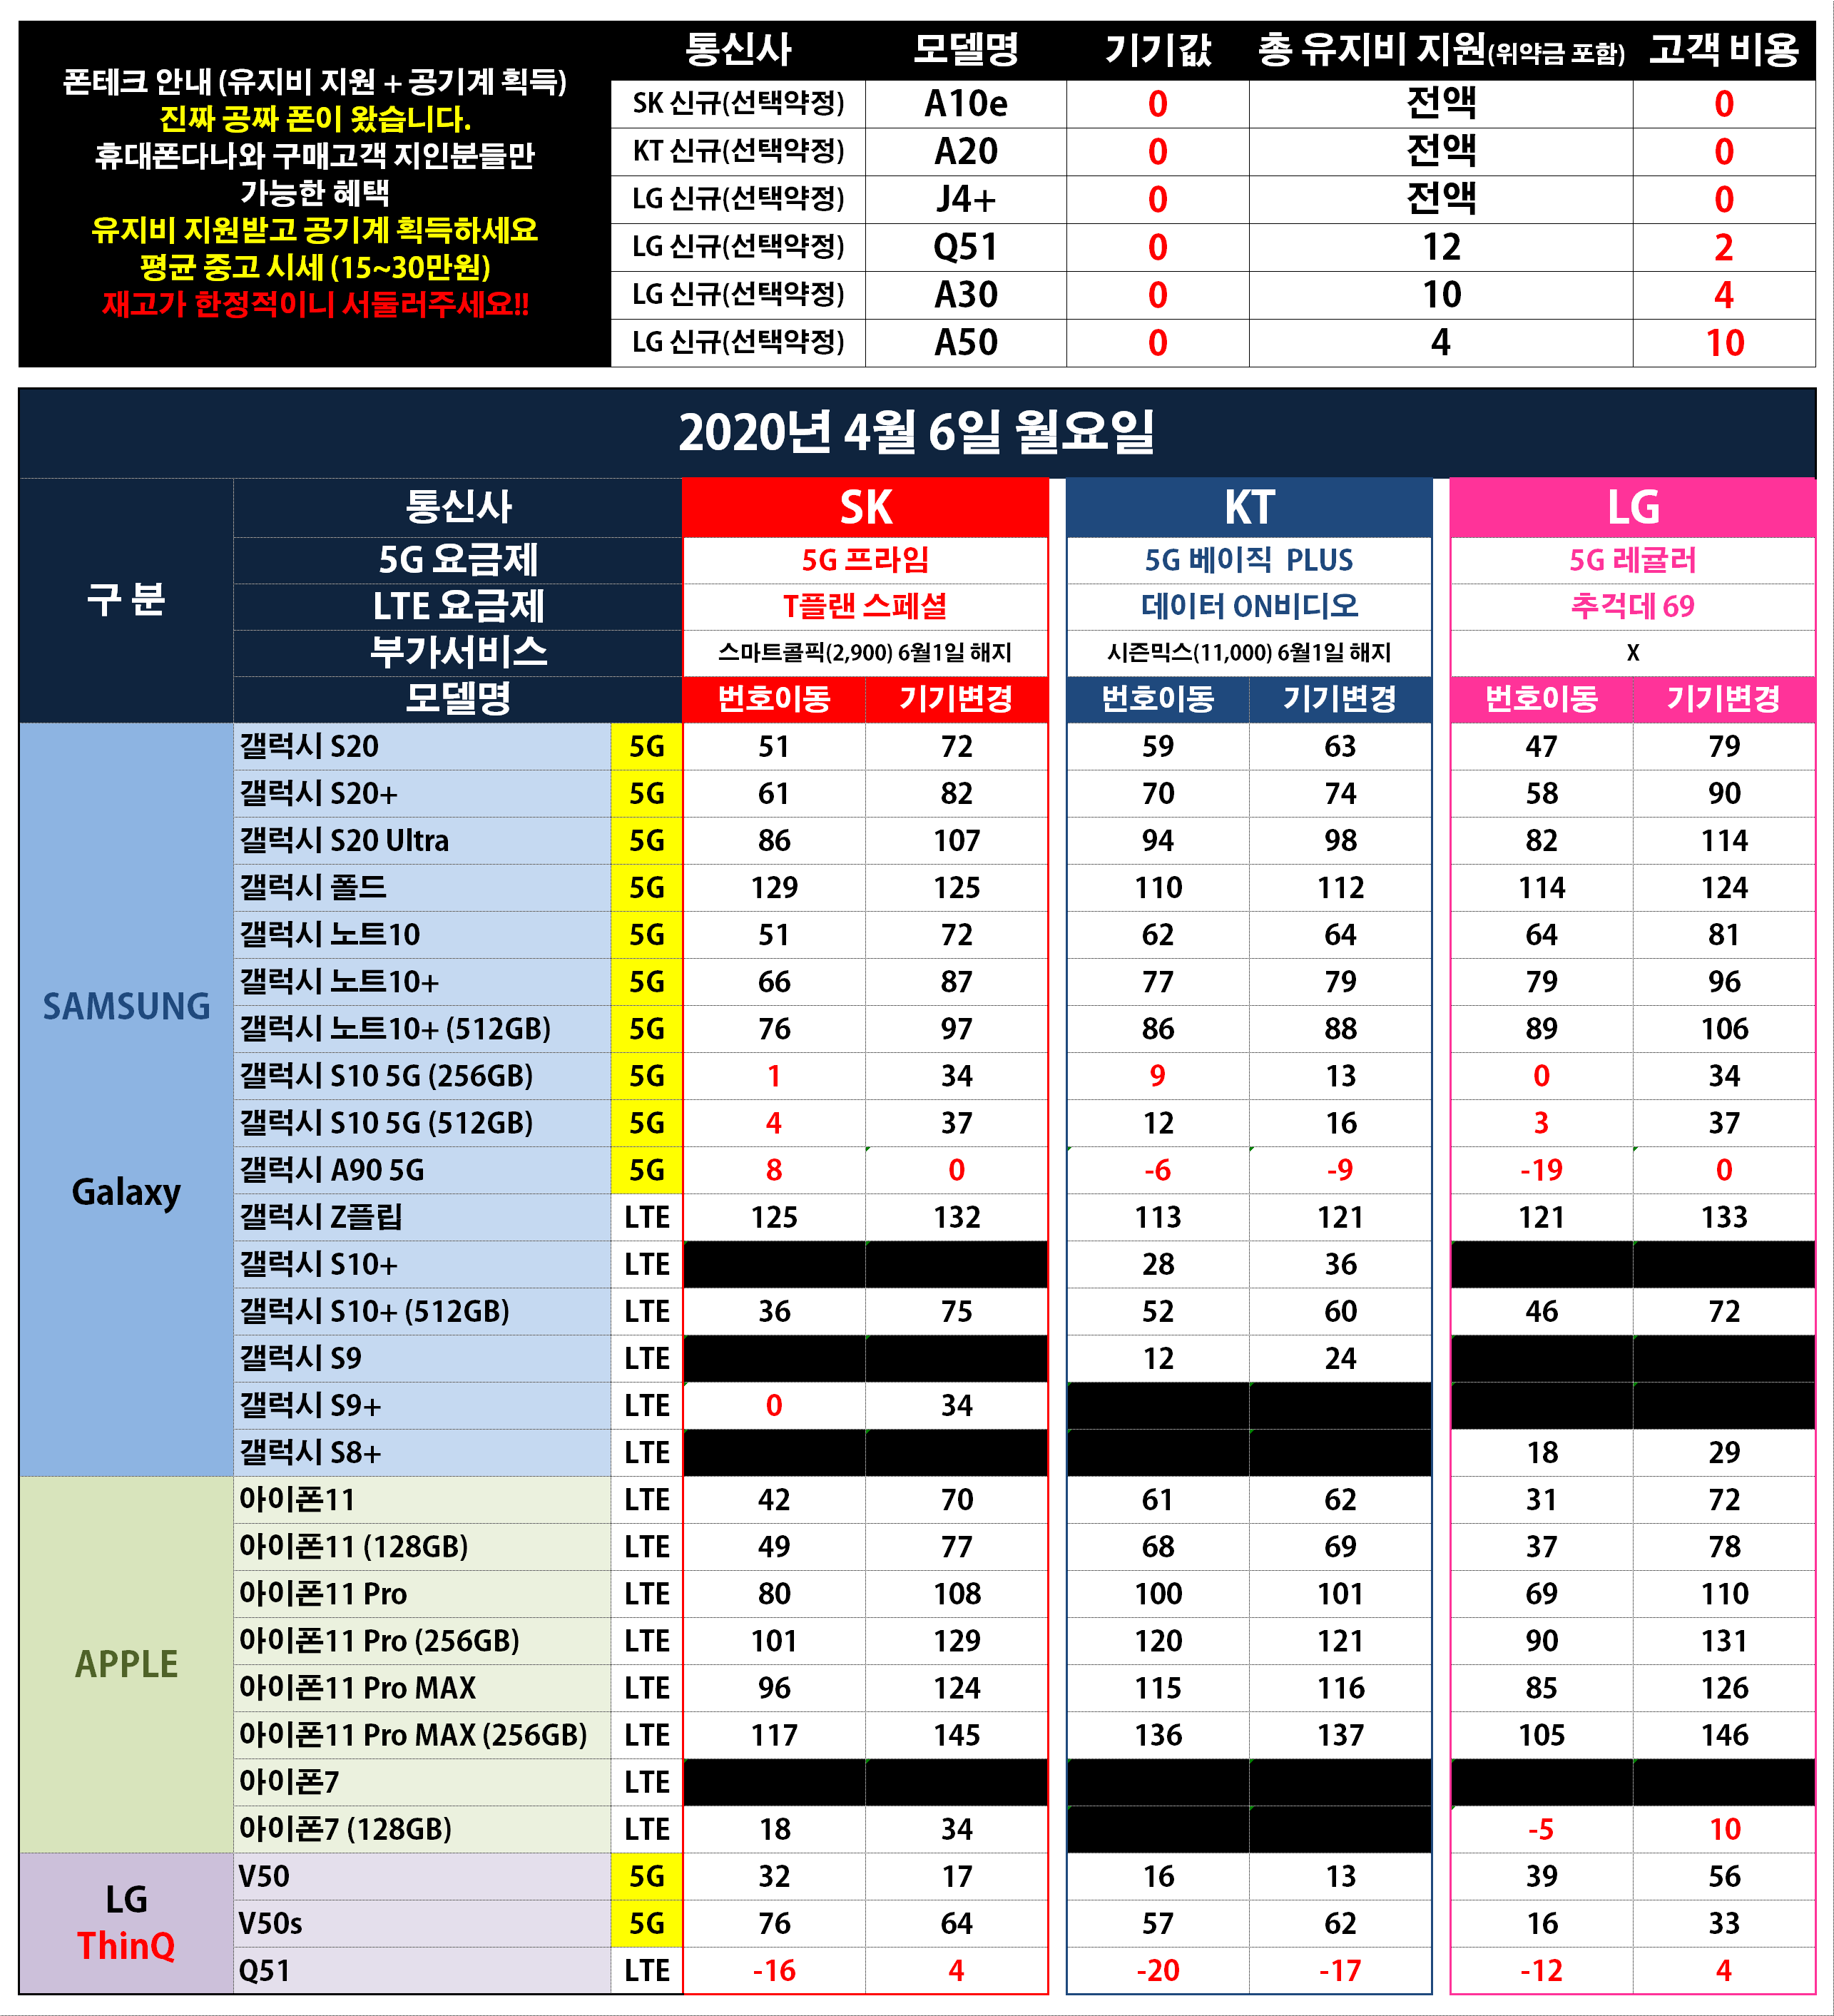 폰테크 안내 (유지비 지원 + 공기계 획득)
진짜 공짜 폰이 왔습니다.
휴대폰다나와 구매고객 지인분들만
가능한 혜택
유지비 지원받고 공기계 획득하세요
평균 중고 시세 (15~30만원)
재고가 한정적이니 서둘러주세요!!
통신사 모델명 기기값 총 유지비 지원(위약금 포함) 고객 비용
SK 신규(선택약정) A10e 0 전액 0
KT 신규(선택약정) A20 0 전액 0
LG 신규(선택약정) J4+ 0 전액 0
LG 신규(선택약정) Q51 0 12 2
LG 신규(선택약정) A30 0 10 4
LG 신규(선택약정) A50 0 4 10
2020년 4월 6일 월요일
구 분
통신사 SK KT LG
5G 요금제 5G 프라임 5G 베이직 PLUS 5G 레귤러
LTE 요금제 T플랜 스페셜 데이터 ON비디오 추걱데 69
부가서비스 스마트콜픽(2,900) 6월1일 해지 시즌믹스(11,000) 6월1일 해지 X
모델명 번호이동 기기변경 번호이동 기기변경 번호이동 기기변경
SAMSUNG
Galaxy
갤럭시 S20 5G 51 72 59 63 47 79
갤럭시 S20+ 5G 61 82 70 74 58 90
갤럭시 S20 Ultra 5G 86 107 94 98 82 114
갤럭시 폴드 5G 129 125 110 112 114 124
갤럭시 노트10 5G 51 72 62 64 64 81
갤럭시 노트10+ 5G 66 87 77 79 79 96
갤럭시 노트10+ (512GB) 5G 76 97 86 88 89 106
갤럭시 S10 5G (256GB) 5G 1 34 9 13 0 34
갤럭시 S10 5G (512GB) 5G 4 37 12 16 3 37
갤럭시 A90 5G 5G 8 0 -6 -9 -19 0
갤럭시 Z플립 LTE 125 132 113 121 121 133
갤럭시 S10+ LTE 28 36
갤럭시 S10+ (512GB) LTE 36 75 52 60 46 72
갤럭시 S9 LTE 12 24
갤럭시 S9+ LTE 0 34
갤럭시 S8+ LTE 18 29
APPLE
아이폰11 LTE 42 70 61 62 31 72
아이폰11 (128GB) LTE 49 77 68 69 37 78
아이폰11 Pro LTE 80 108 100 101 69 110
아이폰11 Pro (256GB) LTE 101 129 120 121 90 131
아이폰11 Pro MAX LTE 96 124 115 116 85 126
아이폰11 Pro MAX (256GB) LTE 117 145 136 137 105 146
아이폰7 LTE
아이폰7 (128GB) LTE 18 34 -5 10
LG
ThinQ
V50 5G 32 17 16 13 39 56
V50s 5G 76 64 57 62 16 33
Q51 LTE -16 4 -20 -17 -12 4